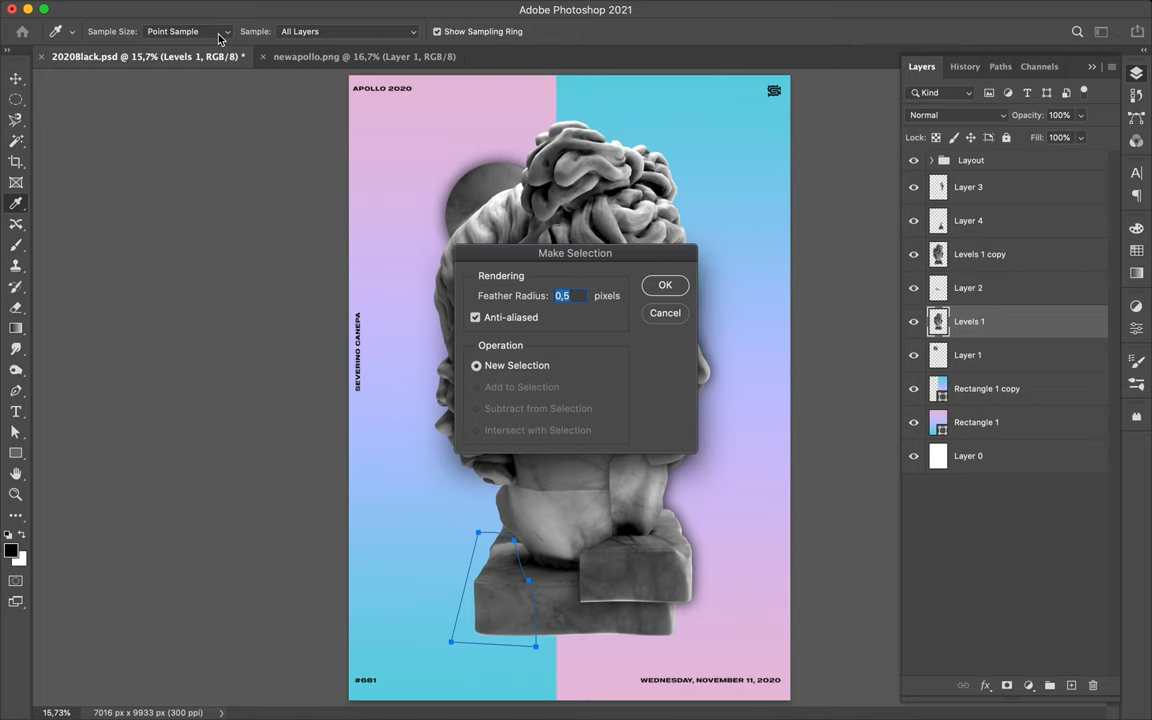 Adobe Photoshop 2021
Sample Size: Point Sample Sample: All Layers Show Sampling Ring
2020Black.psd @ 15,7% (Levels 1, RGB/8) * newapollo.png @ 16,7% (Layer 1, RGB/8)
Layers History Paths Channels
Kind
Normal Opacity: 100%
Lock: Fill: 100%
Layout
Layer 3
Layer 4
Levels 1 copy
Layer 2
Levels 1
Layer 1
Rectangle 1 copy
Rectangle 1
Layer 0
APOLLO 2020
SEVERINO CANEPA
Make Selection
Rendering
Feather Radius: 0,5 pixels
Anti-aliased
OK
Cancel
Operation
New Selection
Add to Selection
Subtract from Selection
Intersect with Selection
#681
WEDNESDAY, NOVEMBER 11, 2020
15,73% 7016 px x 9933 px (300 ppi)